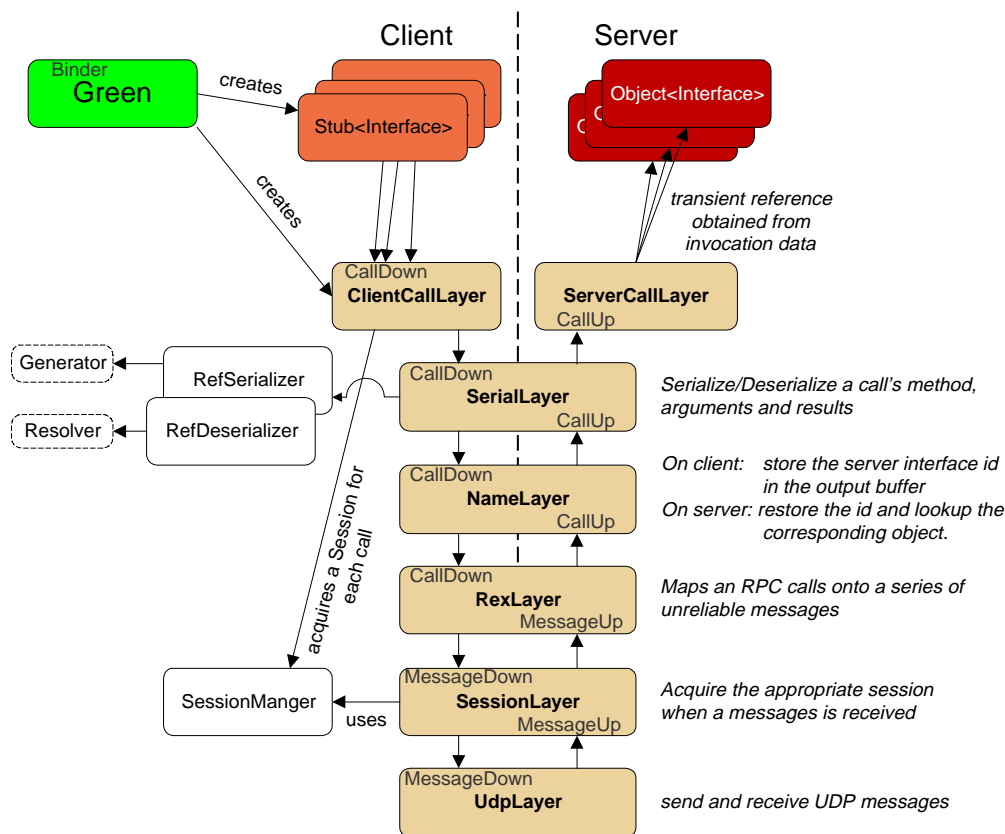 Client
Server
Binder
Green
creates
Stub<Interface>
Object<Interface>
O
O
creates
transient reference
obtained from
invocation data
CallDown
ClientCallLayer
ServerCallLayer
CallUp
Generator
RefSerializer
CallDown
SerialLayer
CallUp
Serialize/Deserialize a call's method,
arguments and results
Resolver
RefDeserializer
CallDown
NameLayer
CallUp
On client: store the server interface id
in the output buffer
On server: restore the id and lookup the
corresponding object.
acquires a Session for
each call
CallDown
RexLayer
MessageUp
Maps an RPC calls onto a series of
unreliable messages
SessionManger
uses
MessageDown
SessionLayer
MessageUp
Acquire the appropriate session
when a messages is received
MessageDown
UdpLayer
send and receive UDP messages